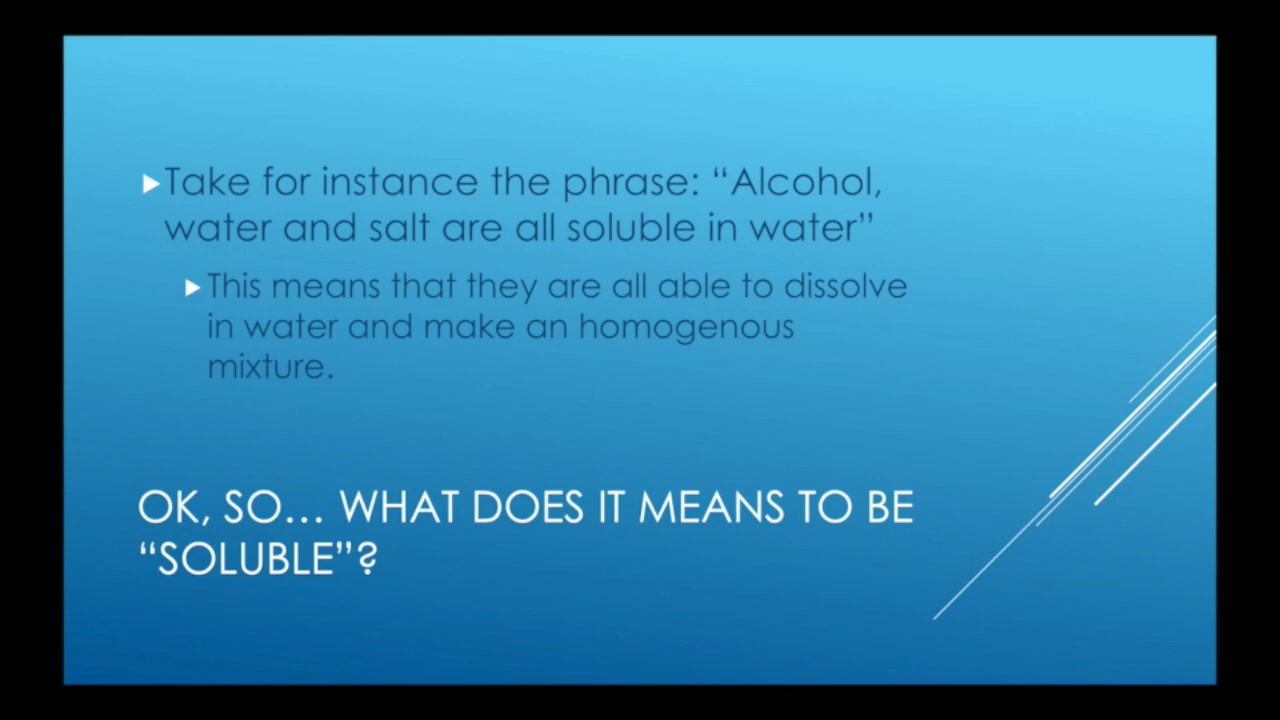 Take for instance the phrase: “Alcohol,
water and salt are all soluble in water”
This means that they are all able to dissolve
in water and make an homogenous
mixture.
OK, SO… WHAT DOES IT MEANS TO BE
“SOLUBLE”?